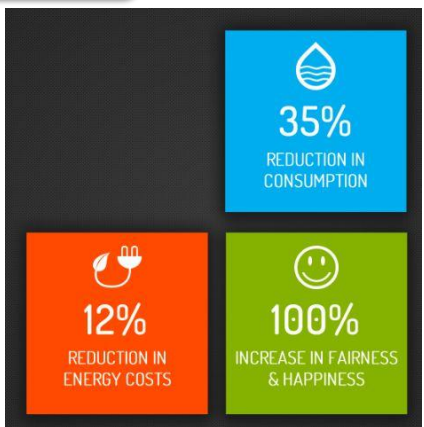 35%
REDUCTION IN
CONSUMPTION
12%
REDUCTION IN
ENERGY COSTS
100%
INCREASE IN FAIRNESS
& HAPPINESS